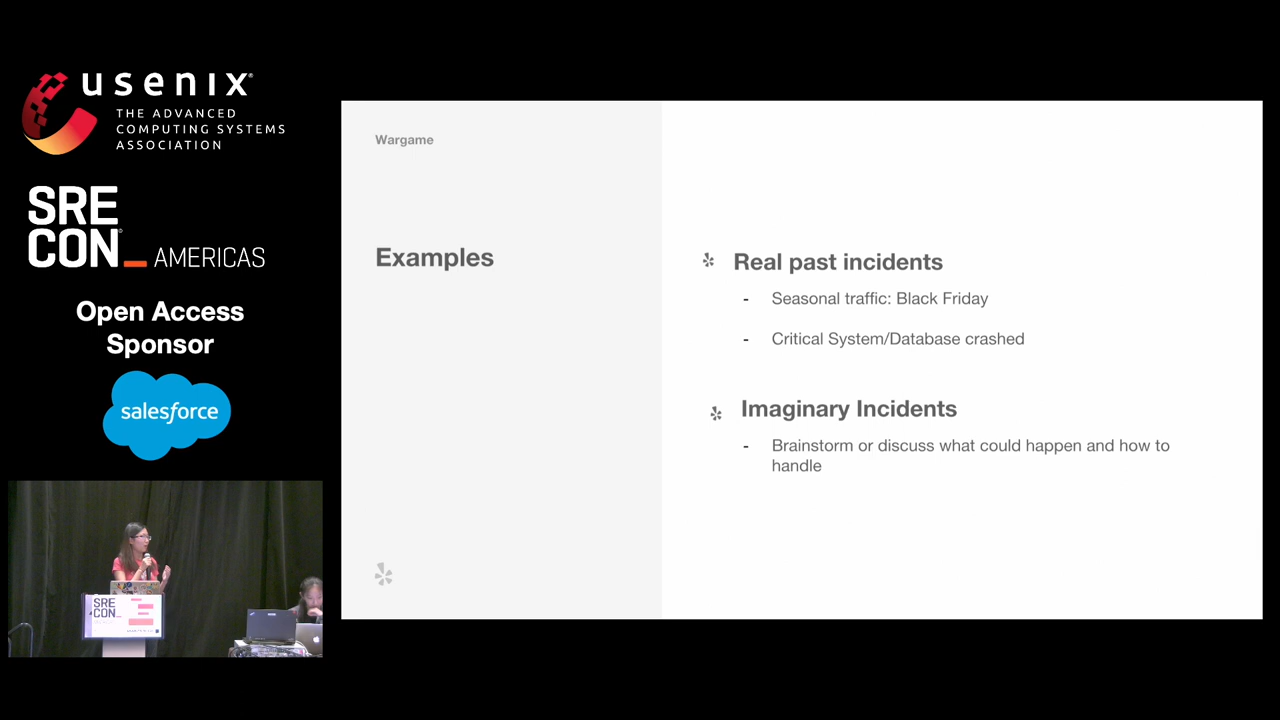 usenix®
THE ADVANCED
COMPUTING SYSTEMS
ASSOCIATION
SRE
CON®_ AMERICAS
Open Access
Sponsor
salesforce
SRE
CON_
Wargame
Examples
Real past incidents
- Seasonal traffic: Black Friday
- Critical System/Database crashed
Imaginary Incidents
- Brainstorm or discuss what could happen and how to
handle